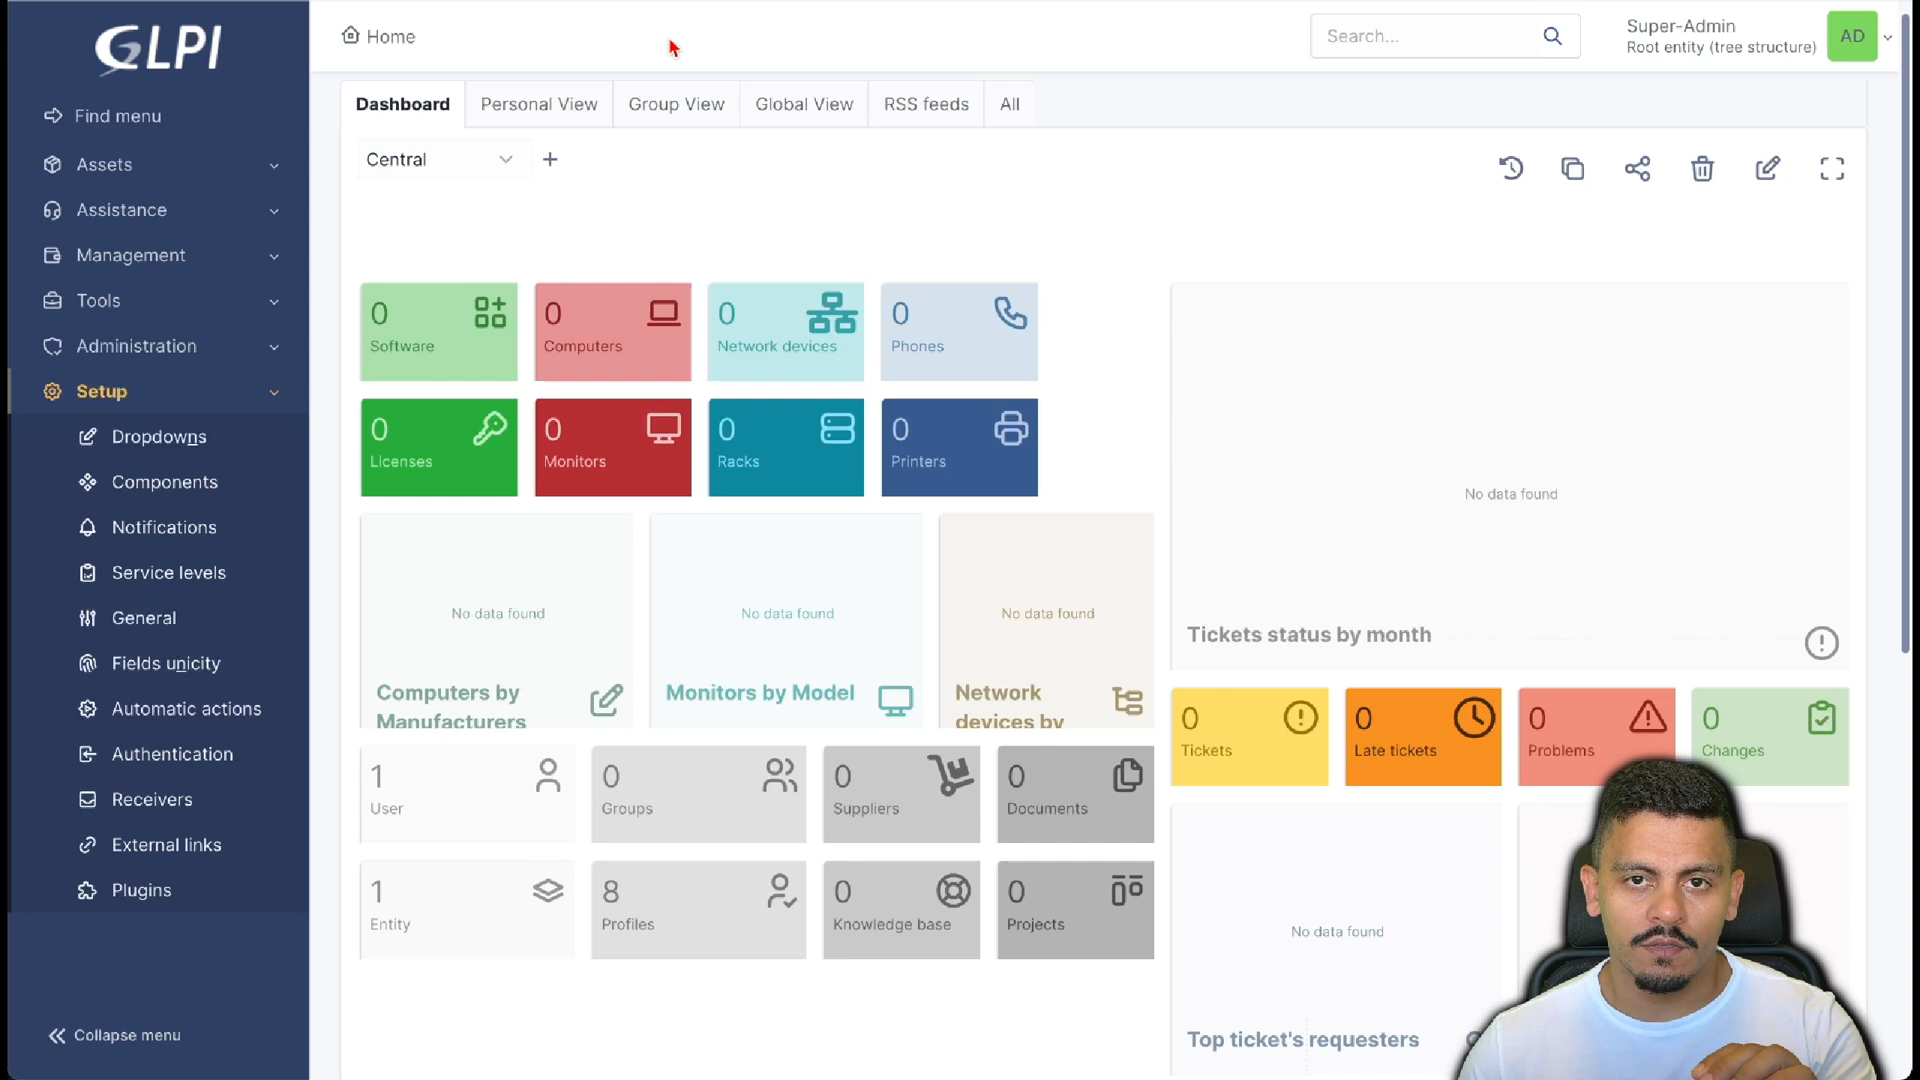 GLPI
Find menu
Assets
Assistance
Management
Tools
Administration
Setup
Dropdowns
Components
Notifications
Service levels
General
Fields unicity
Automatic actions
Authentication
Receivers
External links
Plugins
Collapse menu
Home
Search...
Super-Admin
Root entity (tree structure)
AD
Dashboard
Personal View
Group View
Global View
RSS feeds
All
Central
0
Software
0
Computers
0
Network devices
0
Phones
0
Licenses
0
Monitors
0
Racks
0
Printers
No data found
Computers by
Manufacturers
No data found
Monitors by Model
No data found
Network
devices by
1
User
0
Groups
0
Suppliers
0
Documents
1
Entity
8
Profiles
0
Knowledge base
0
Projects
No data found
Tickets status by month
0
Tickets
0
Late tickets
0
Problems
0
Changes
No data found
Top ticket's requesters